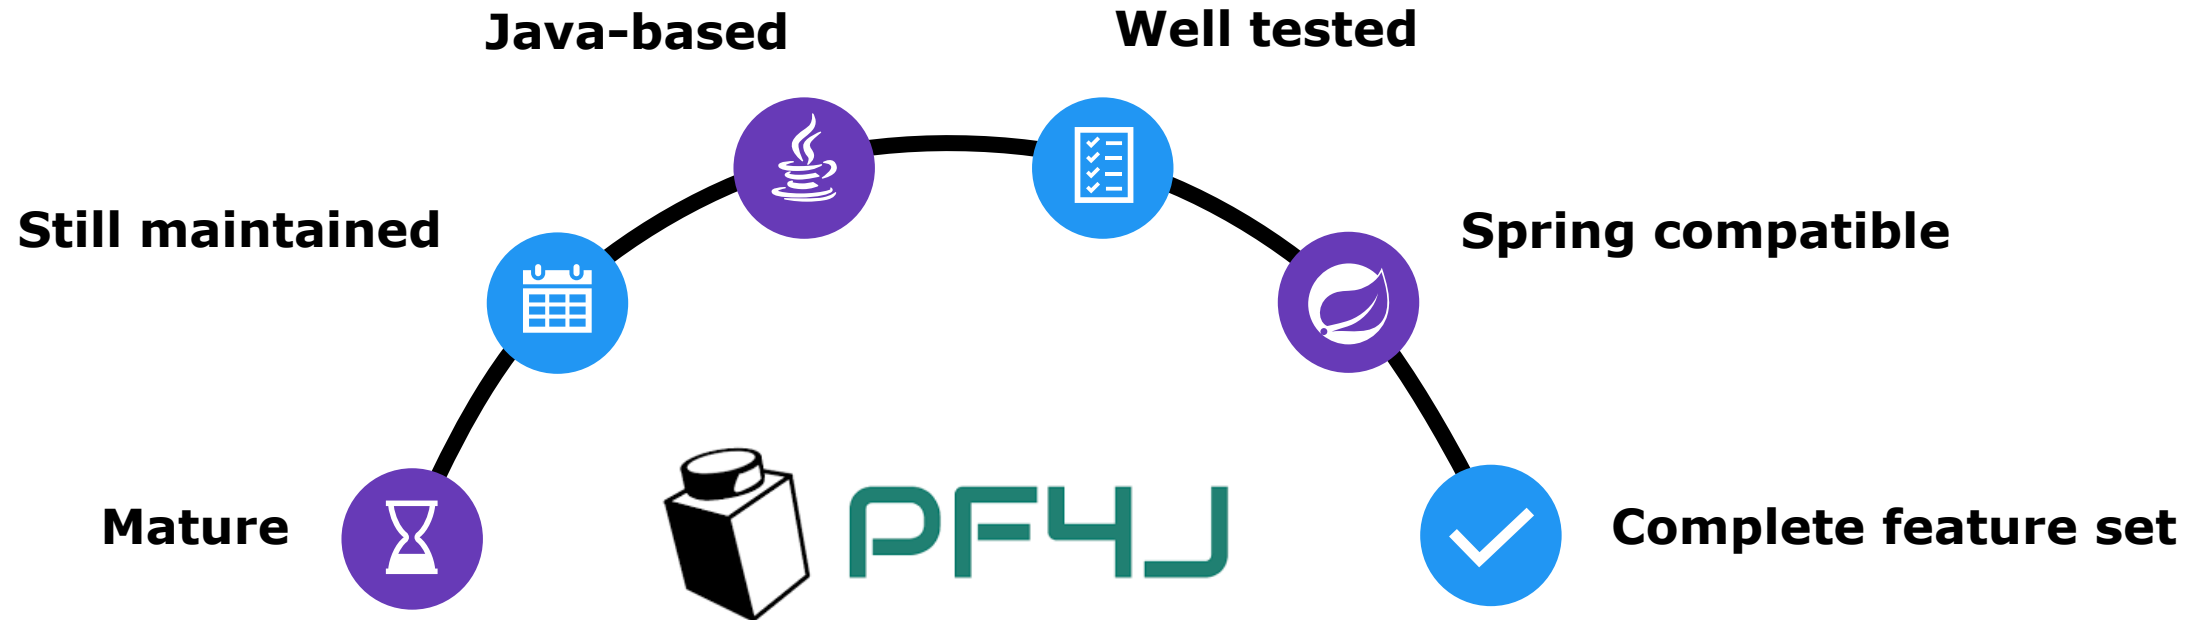 Java-based
Well tested
Still maintained
Spring compatible
Mature
PF4J
Complete feature set